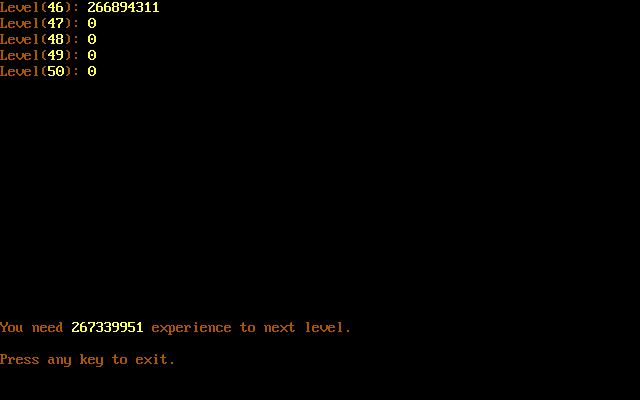 Level(46): 266894311
Level(47): 0
Level(48): 0
Level(49): 0
Level(50): 0
You need 267339951 experience to next level.
Press any key to exit.